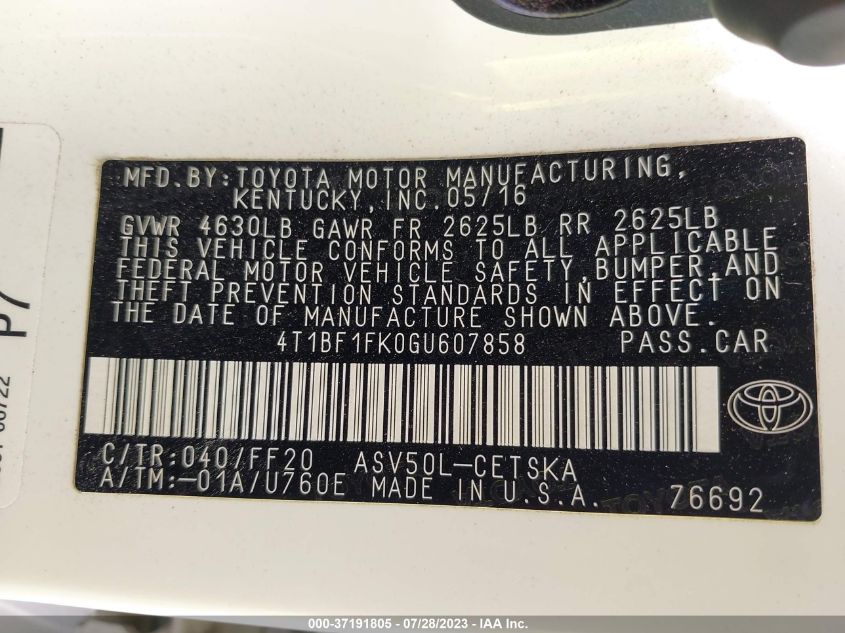 MFD.BY:TOYOTA MOTOR MANUFACTURING,
KENTUCKY,INC.05/16
GVWR 4630LB GAWR FR 2625LB RR 2625LB
THIS VEHICLE CONFORMS TO ALL APPLICABLE
FEDERAL MOTOR VEHICLE SAFETY,BUMPER,AND
THEFT PREVENTION STANDARDS IN EFFECT ON
THE DATE OF MANUFACTURE SHOWN ABOVE.
4T1BF1FK0GU607858 PASS.CAR
C/TR:040/FF20 ASV50L-CETSKA
A/TM:-01A/U760E MADE IN U.S.A. 76692
P7
000-37191805 - 07/28/2023 - IAA Inc.